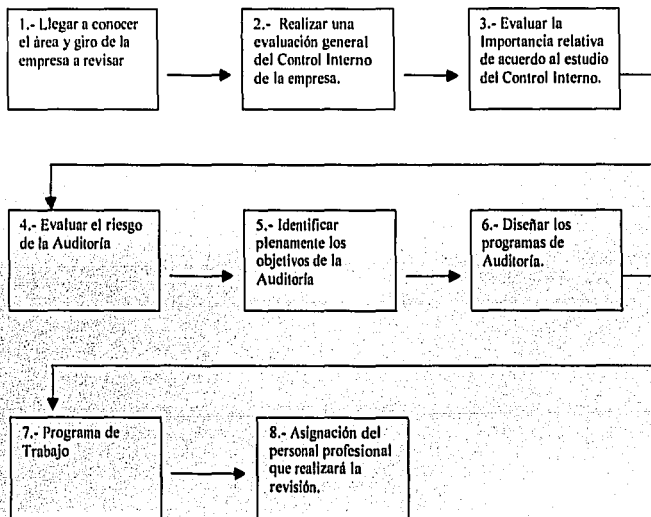 1.- Llegar a conocer
el área y giro de la
empresa a revisar
2.- Realizar una
evaluación general
del Control Interno
de la empresa.
3.- Evaluar la
Importancia relativa
de acuerdo al estudio
del Control Interno.
4.- Evaluar el riesgo
de la Auditoría
5.- Identificar
plenamente los
objetivos de la
Auditoría
6.- Diseñar los
programas de
Auditoría.
7.- Programa de
Trabajo
8.- Asignación del
personal profesional
que realizará la
revisión.